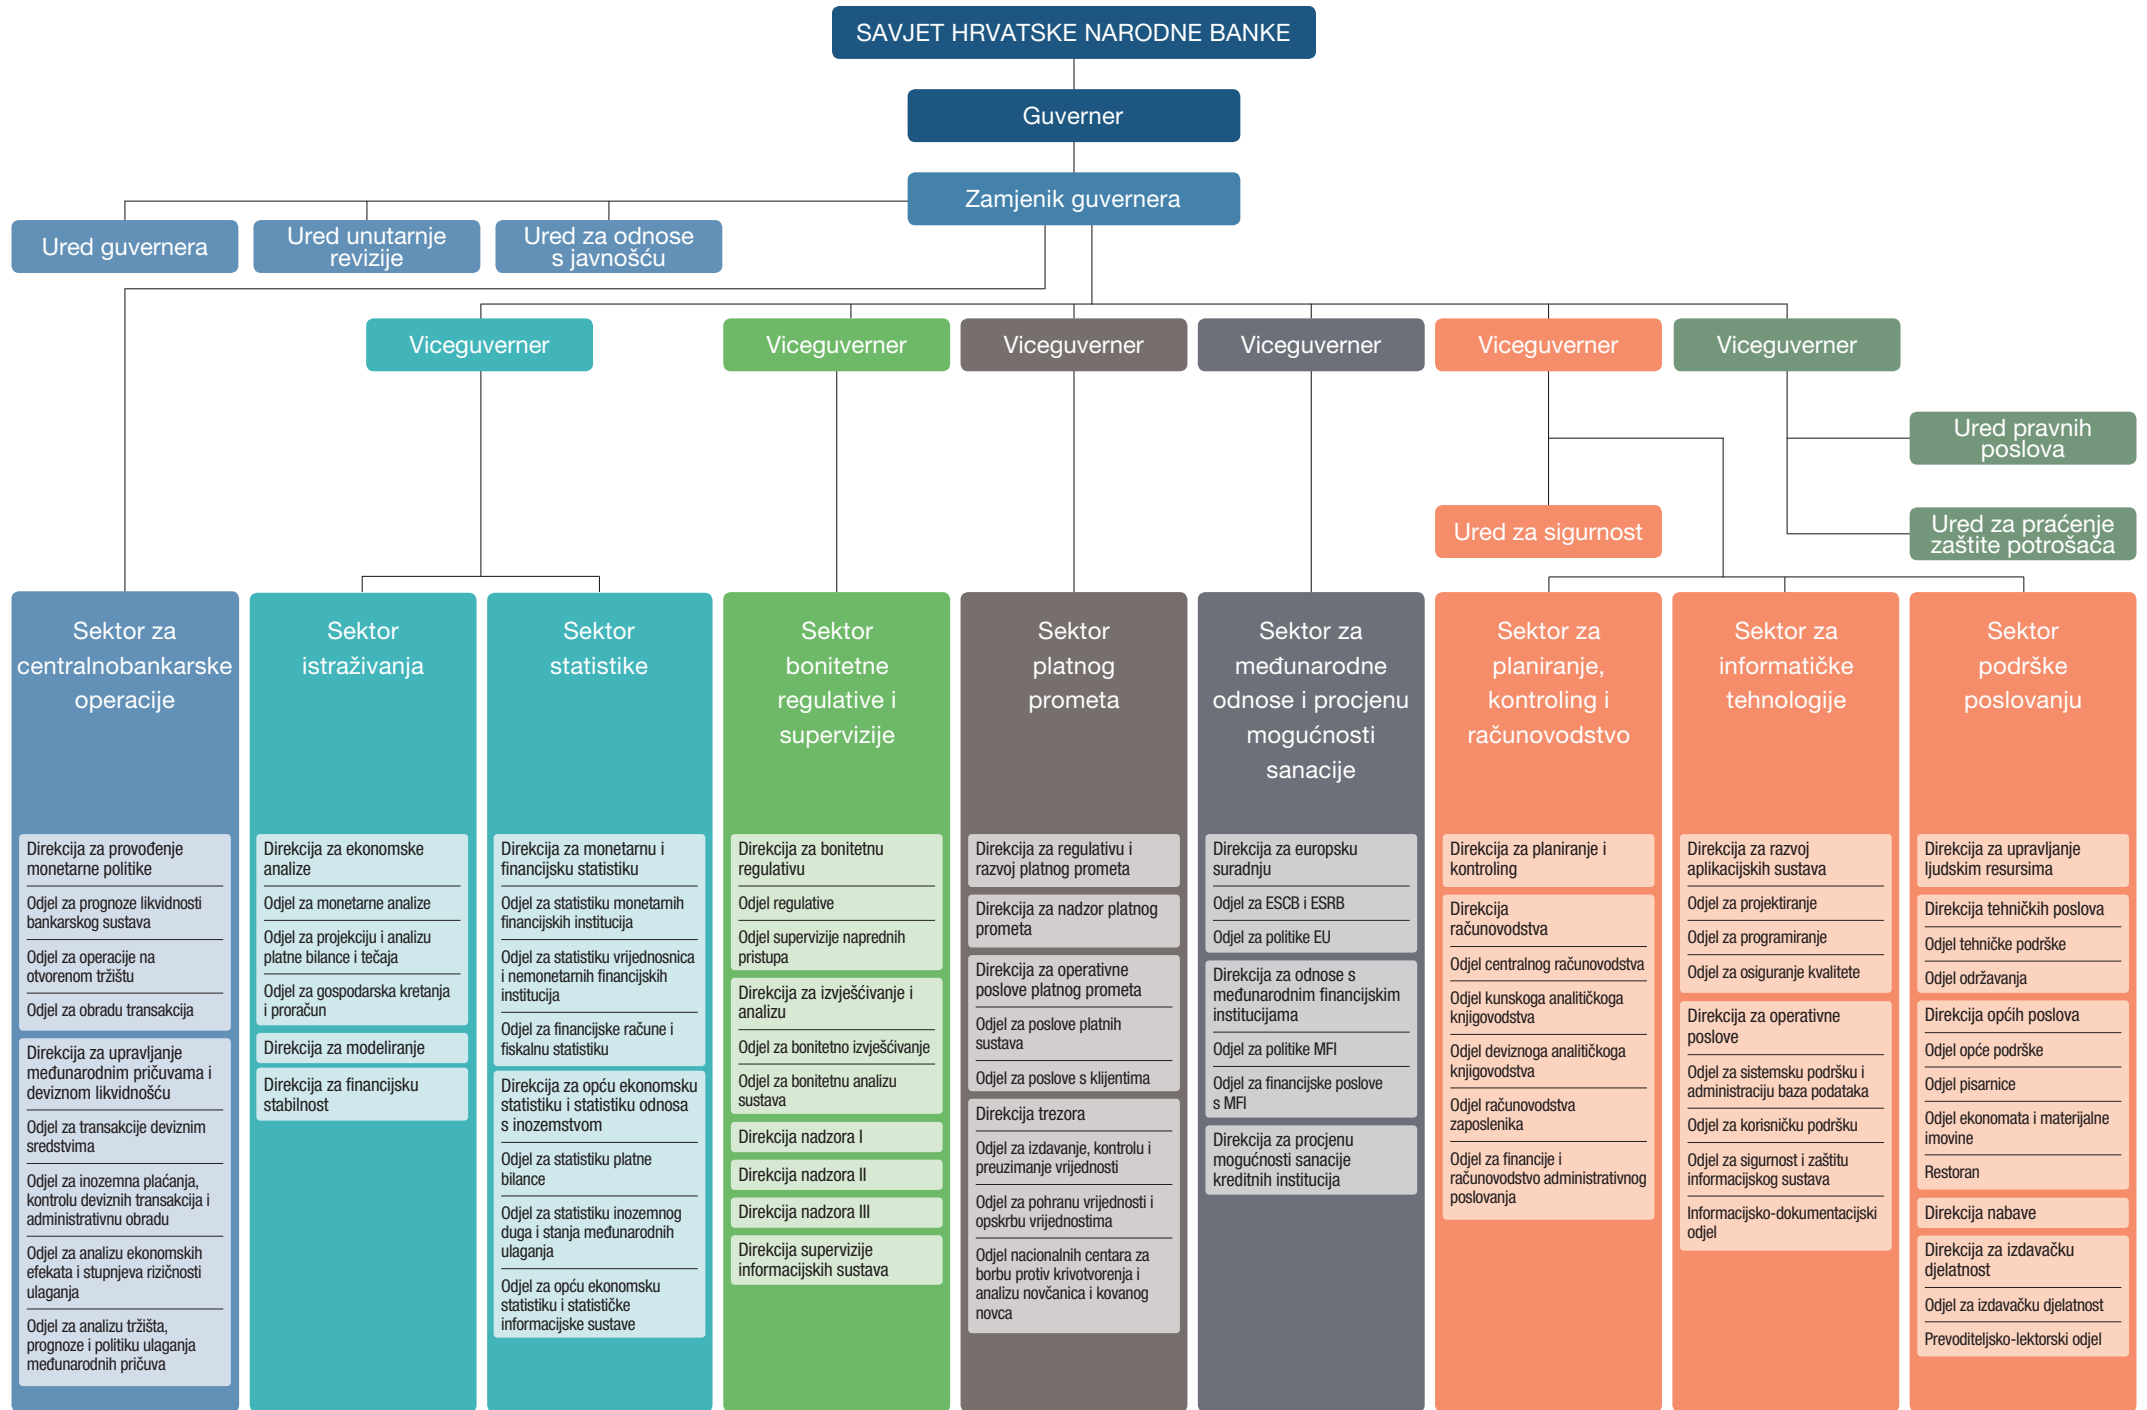 SAVJET HRVATSKE NARODNE BANKE
Guverner
Zamjenik guvernera
Ured guvernera
Ured unutarnje
revizije
Ured za odnose
s javnošću
Viceguverner
Viceguverner
Viceguverner
Viceguverner
Viceguverner
Viceguverner
Ured pravnih
poslova
Ured za sigurnost
Ured za praćenje
zaštite potrošača
Sektor za
centralnobankarske
operacije
Direkcija za provođenje
monetarne politike
Odjel za prognoze likvidnosti
bankarskog sustava
Odjel za operacije na
otvorenom tržištu
Odjel za obradu transakcija
Direkcija za upravljanje
međunarodnim pričuvama i
deviznom likvidnošću
Odjel za transakcije deviznim
sredstvima
Odjel za inozemna plaćanja,
kontrolu deviznih transakcija i
administrativnu obradu
Odjel za analizu ekonomskih
efekata i stupnjeva rizičnosti
ulaganja
Odjel za analizu tržišta,
prognoze i politiku ulaganja
međunarodnih pričuva
Sektor
istraživanja
Direkcija za ekonomske
analize
Odjel za monetarne analize
Odjel za projekciju i analizu
platne bilance i tečaja
Odjel za gospodarska kretanja
i proračun
Direkcija za modeliranje
Direkcija za financijsku
stabilnost
Sektor
statistike
Direkcija za monetarnu i
financijsku statistiku
Odjel za statistiku monetarnih
financijskih institucija
Odjel za statistiku vrijednosnica
i nemonetarnih financijskih
institucija
Odjel za financijske račune i
fiskalnu statistiku
Direkcija za opću ekonomsku
statistiku i statistiku odnosa
s inozemstvom
Odjel za statistiku platne
bilance
Odjel za statistiku inozemnog
duga i stanja međunarodnih
ulaganja
Odjel za opću ekonomsku
statistiku i statističke
informacijske sustave
Sektor
bonitetne
regulative i
supervizije
Direkcija za bonitetnu
regulativu
Odjel regulative
Odjel supervizije naprednih
pristupa
Direkcija za izvješćivanje i
analizu
Odjel za bonitetno izvješćivanje
Odjel za bonitetnu analizu
sustava
Direkcija nadzora I
Direkcija nadzora II
Direkcija nadzora III
Direkcija supervizije
informacijskih sustava
Sektor
platnog
prometa
Direkcija za regulativu i
razvoj platnog prometa
Direkcija za nadzor platnog
prometa
Direkcija za operativne
poslove platnog prometa
Odjel za poslove platnih
sustava
Odjel za poslove s klijentima
Direkcija trezora
Odjel za izdavanje, kontrolu i
preuzimanje vrijednosti
Odjel za pohranu vrijednosti i
opskrbu vrijednostima
Odjel nacionalnih centara za
borbu protiv krivotvorenja i
analizu novčanica i kovanog
novca
Sektor za
međunarodne
odnose i procjenu
mogućnosti
sanacije
Direkcija za europsku
suradnju
Odjel za ESCB i ESRB
Odjel za politike EU
Direkcija za odnose s
međunarodnim financijskim
institucijama
Odjel za politike MFI
Odjel za financijske poslove
s MFI
Direkcija za procjenu
mogućnosti sanacije
kreditnih institucija
Sektor za
planiranje,
kontroling i
računovodstvo
Direkcija za planiranje i
kontroling
Direkcija
računovodstva
Odjel centralnog računovodstva
Odjel kunskoga analitičkoga
knjigovodstva
Odjel deviznoga analitičkoga
knjigovodstva
Odjel računovodstva
zaposlenika
Odjel za financije i
računovodstvo administrativnog
poslovanja
Sektor za
informatičke
tehnologije
Direkcija za razvoj
aplikacijskih sustava
Odjel za projektiranje
Odjel za programiranje
Odjel za osiguranje kvalitete
Direkcija za operativne
poslove
Odjel za sistemsku podršku i
administraciju baza podataka
Odjel za korisničku podršku
Odjel za sigurnost i zaštitu
informacijskog sustava
Informacijsko-dokumentacijski
odjel
Sektor
podrške
poslovanju
Direkcija za upravljanje
ljudskim resursima
Direkcija tehničkih poslova
Odjel tehničke podrške
Odjel održavanja
Direkcija općih poslova
Odjel opće podrške
Odjel pisarnice
Odjel ekonomata i materijalne
imovine
Restoran
Direkcija nabave
Direkcija za izdavačku
djelatnost
Odjel za izdavačku djelatnost
Prevoditeljsko-lektorski odjel